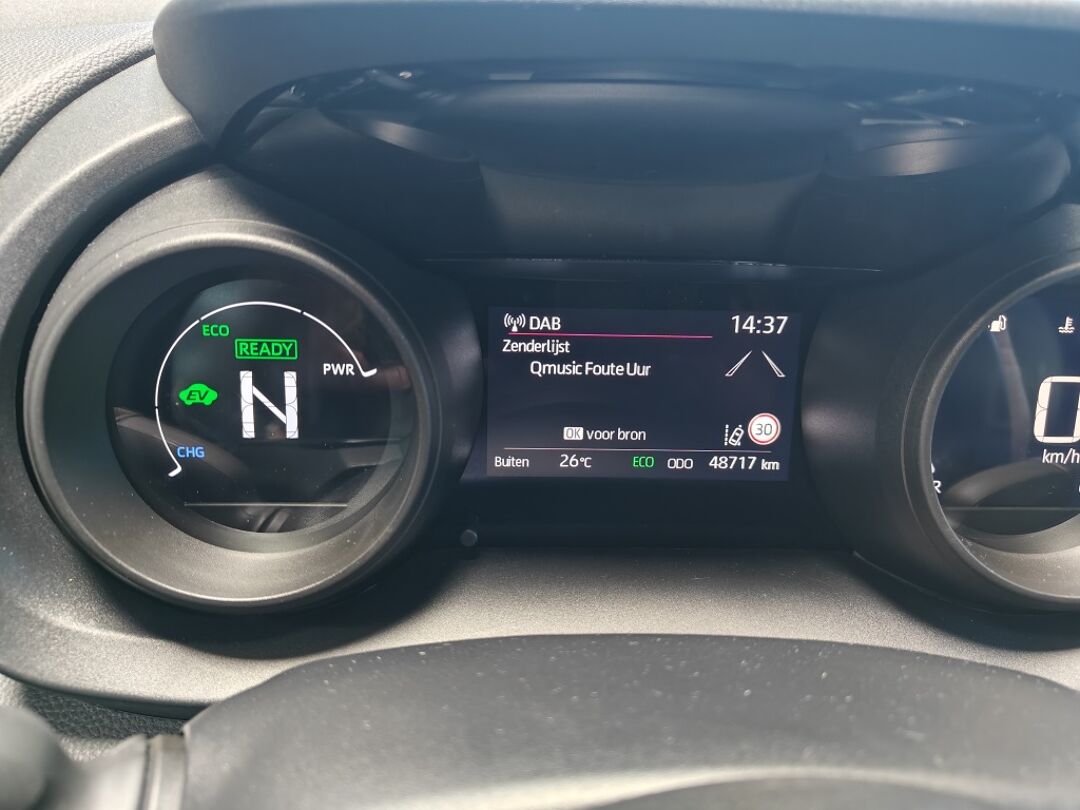 ECO
READY
PWR
EV
N
CHG
DAB 14:37
Zenderlijst
Qmusic Foute Uur
OK voor bron
30
Buiten 26°C ECO ODO 48717 km
0
km/h